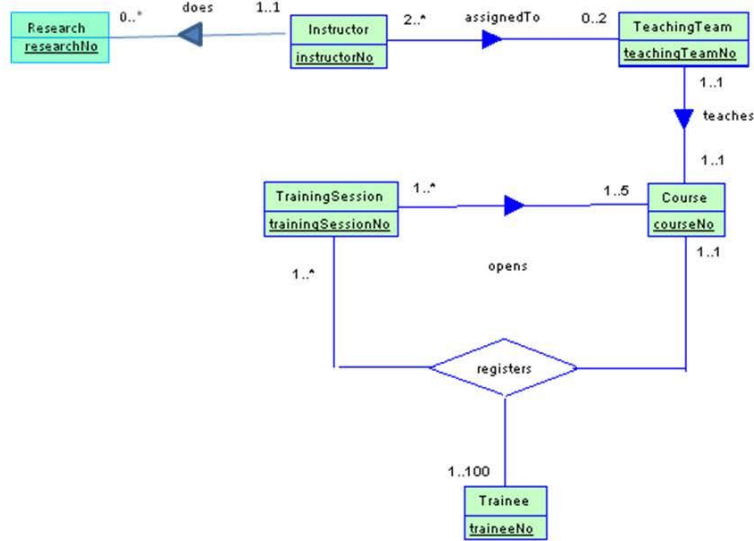 does
0..* 1..1
Research
researchNo
Instructor
instructorNo
assignedTo
2..* 0..2
TeachingTeam
teachingTeamNo
1..1
teaches
1..1
TrainingSession
trainingSessionNo
1..* 1..5
Course
courseNo
opens
1..* 1..1
registers
1..100
Trainee
traineeNo